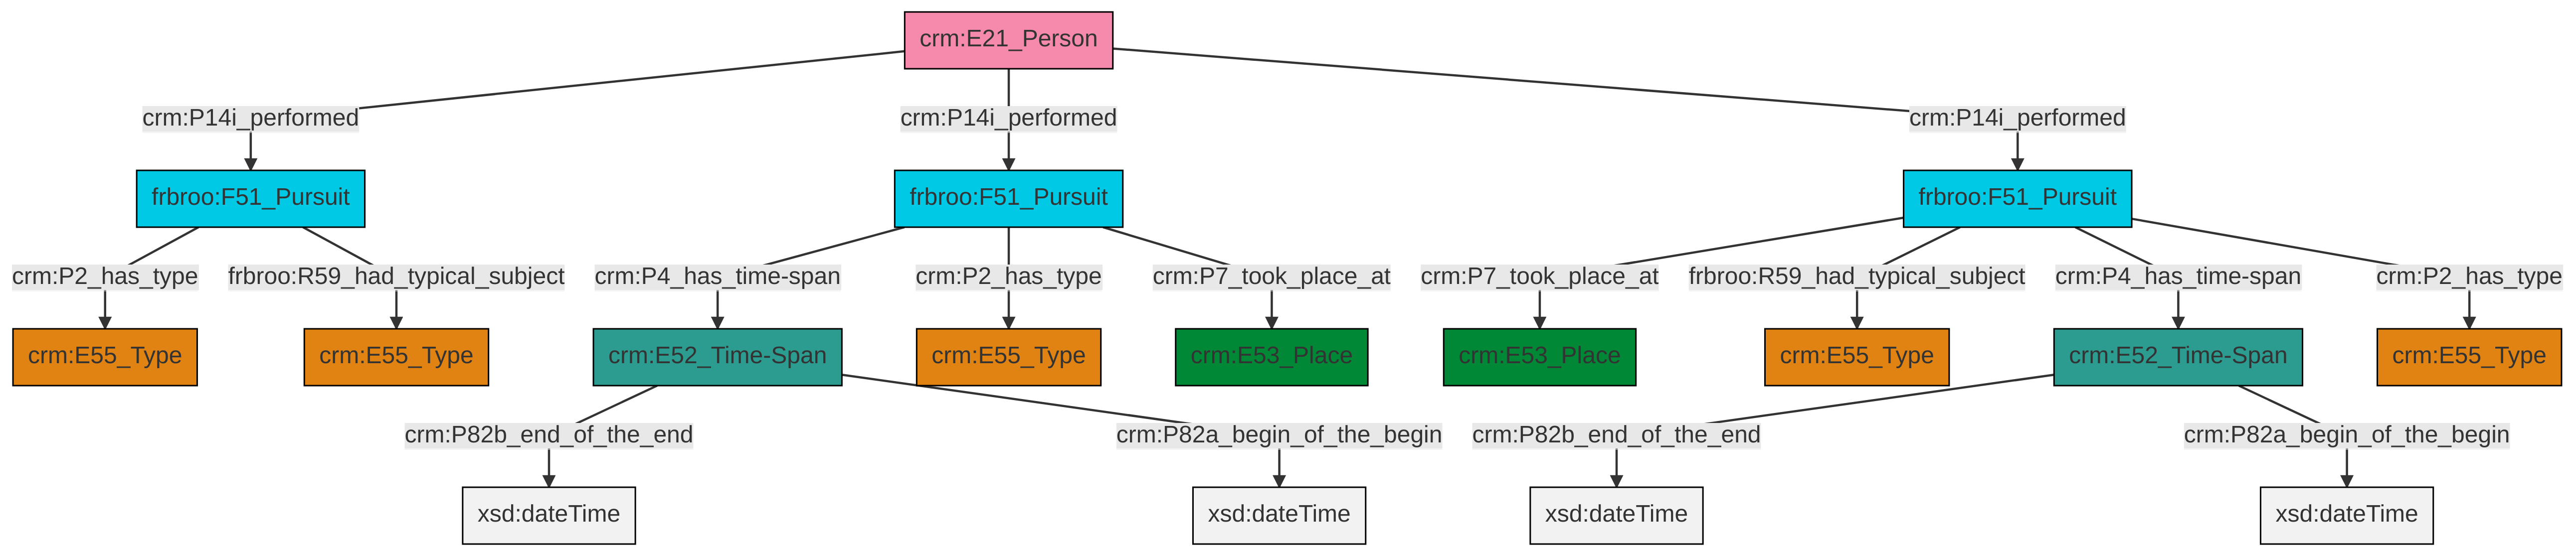 crm:E21_Person
crm:P14i_performed
crm:P14i_performed
crm:P14i_performed
frbroo:F51_Pursuit
frbroo:F51_Pursuit
frbroo:F51_Pursuit
crm:P2_has_type
frbroo:R59_had_typical_subject
crm:P4_has_time-span
crm:P2_has_type
crm:P7_took_place_at
crm:P7_took_place_at
frbroo:R59_had_typical_subject
crm:P4_has_time-span
crm:P2_has_type
crm:E55_Type
crm:E55_Type
crm:E52_Time-Span
crm:E55_Type
crm:E53_Place
crm:E53_Place
crm:E55_Type
crm:E52_Time-Span
crm:E55_Type
crm:P82b_end_of_the_end
crm:P82a_begin_of_the_begin
crm:P82b_end_of_the_end
crm:P82a_begin_of_the_begin
xsd:dateTime
xsd:dateTime
xsd:dateTime
xsd:dateTime